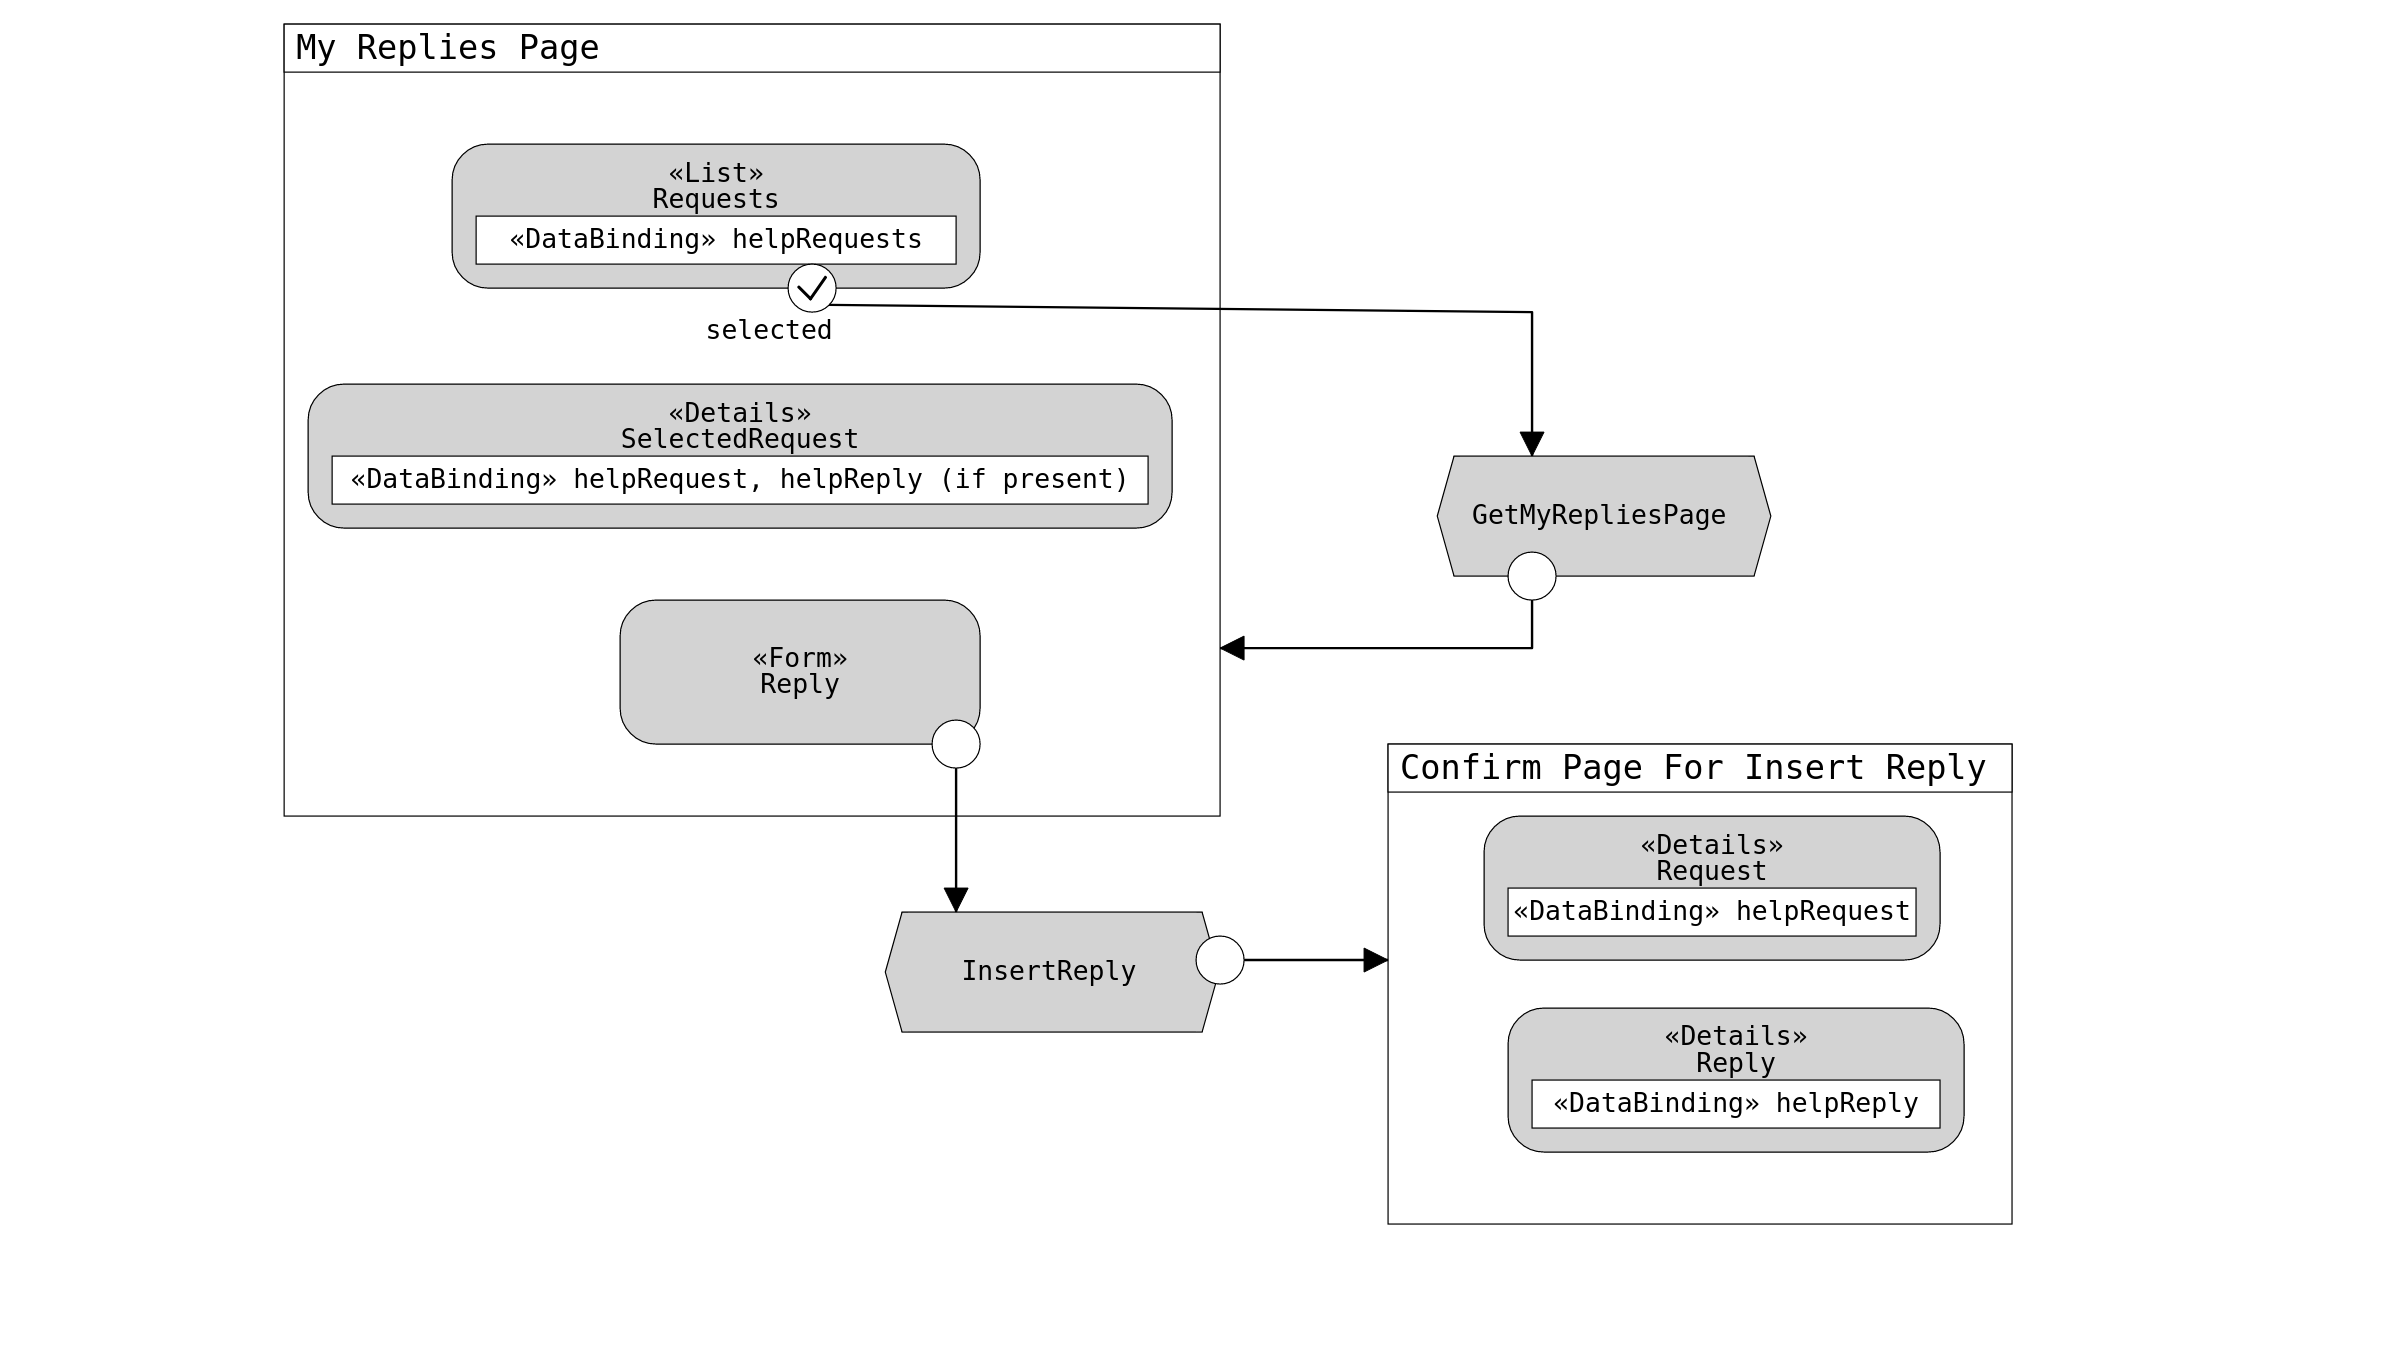 My Replies Page
«List»
Requests
«DataBinding» helpRequests
selected
«Details»
SelectedRequest
«DataBinding» helpRequest, helpReply (if present)
GetMyRepliesPage
«Form»
Reply
Confirm Page For Insert Reply
«Details»
Request
«DataBinding» helpRequest
InsertReply
«Details»
Reply
«DataBinding» helpReply